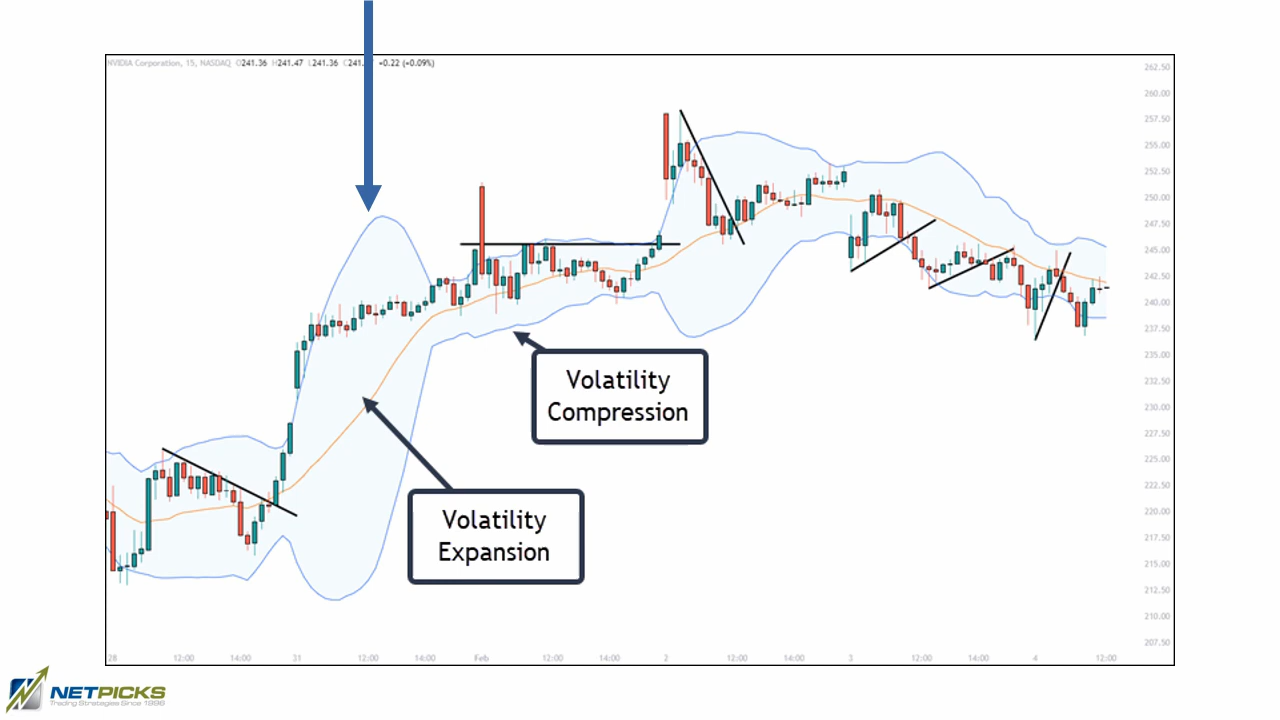 NVIDIA Corporation, 15, NASDAQ O241.36 H241.47 L241.36 C241. +0.22 (+0.09%)
262.50
260.00
257.50
255.00
252.50
250.00
247.50
245.00
242.50
240.00
237.50
235.00
232.50
230.00
227.50
225.00
222.50
220.00
217.50
215.00
212.50
210.00
207.50
Volatility
Compression
Volatility
Expansion
28 12:00 14:00 31 12:00 14:00 Feb 12:00 14:00 2 12:00 14:00 3 12:00 14:00 4 12:00
NETPICKS
Trading Strategies Since 1996